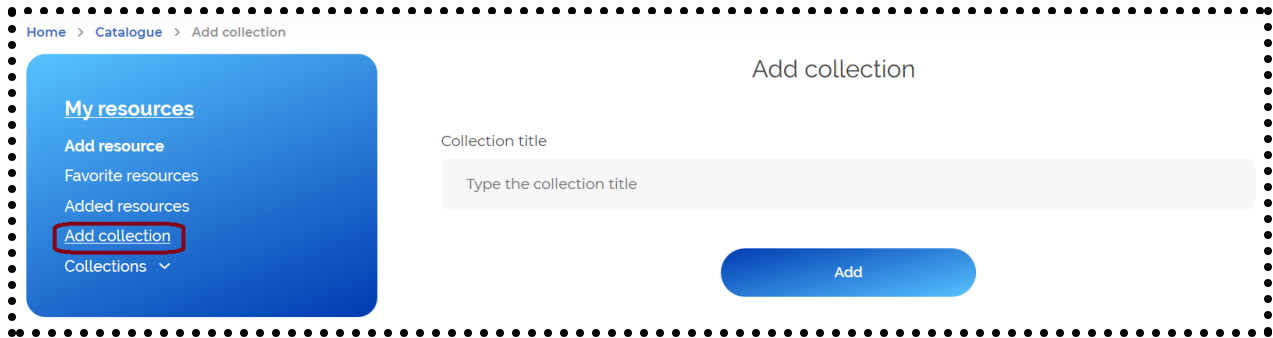 Home > Catalogue > Add collection
My resources
Add resource
Favorite resources
Added resources
Add collection
Collections
Add collection
Collection title
Type the collection title
Add